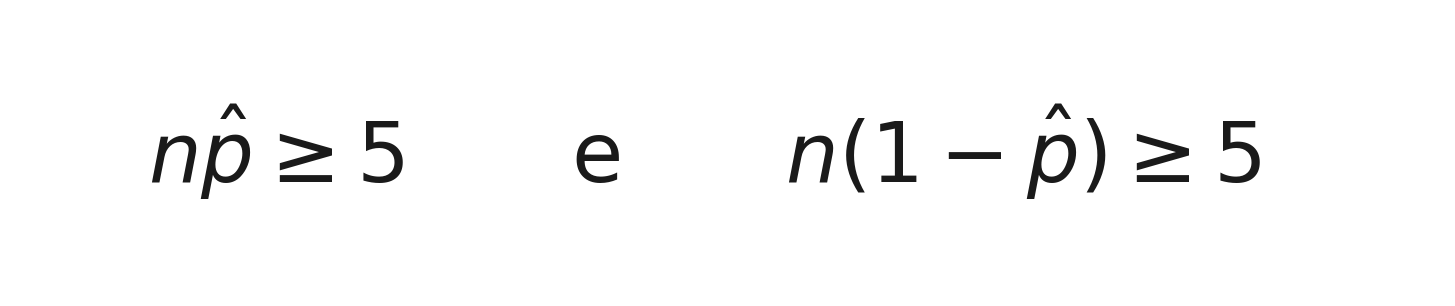 np̂ ≥ 5 e n(1 − p̂) ≥ 5